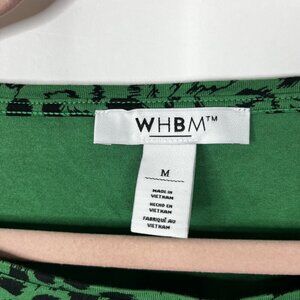 WHBM™
M
MADE IN
VIETNAM
HECHO EN
VIETNAM
FABRIQUÉ AU
VIETNAM